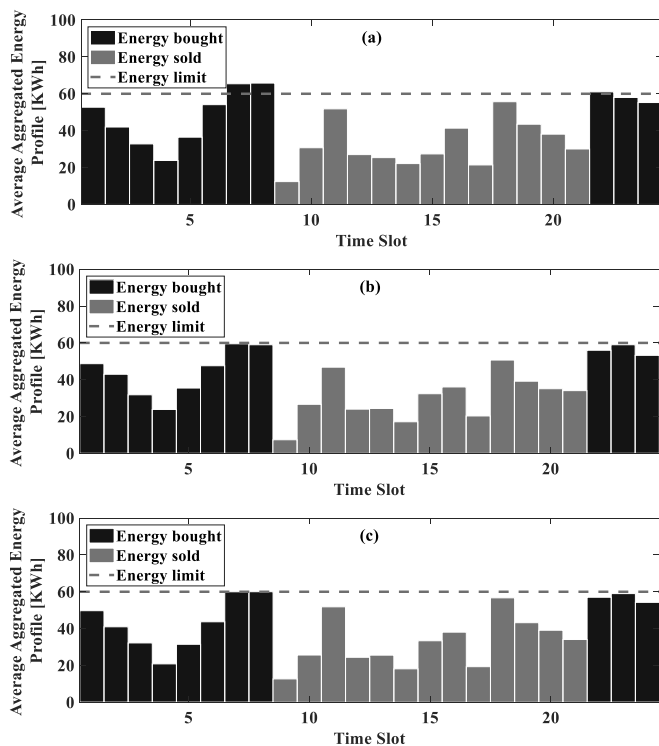 100
80
60
40
20
0
Average Aggregated Energy
Profile [KWh]
Energy bought
Energy sold
Energy limit
(a)
5
10
15
20
Time Slot
100
80
60
40
20
0
Average Aggregated Energy
Profile [KWh]
Energy bought
Energy sold
Energy limit
(b)
5
10
15
20
Time Slot
100
80
60
40
20
0
Average Aggregated Energy
Profile [KWh]
Energy bought
Energy sold
Energy limit
(c)
5
10
15
20
Time Slot